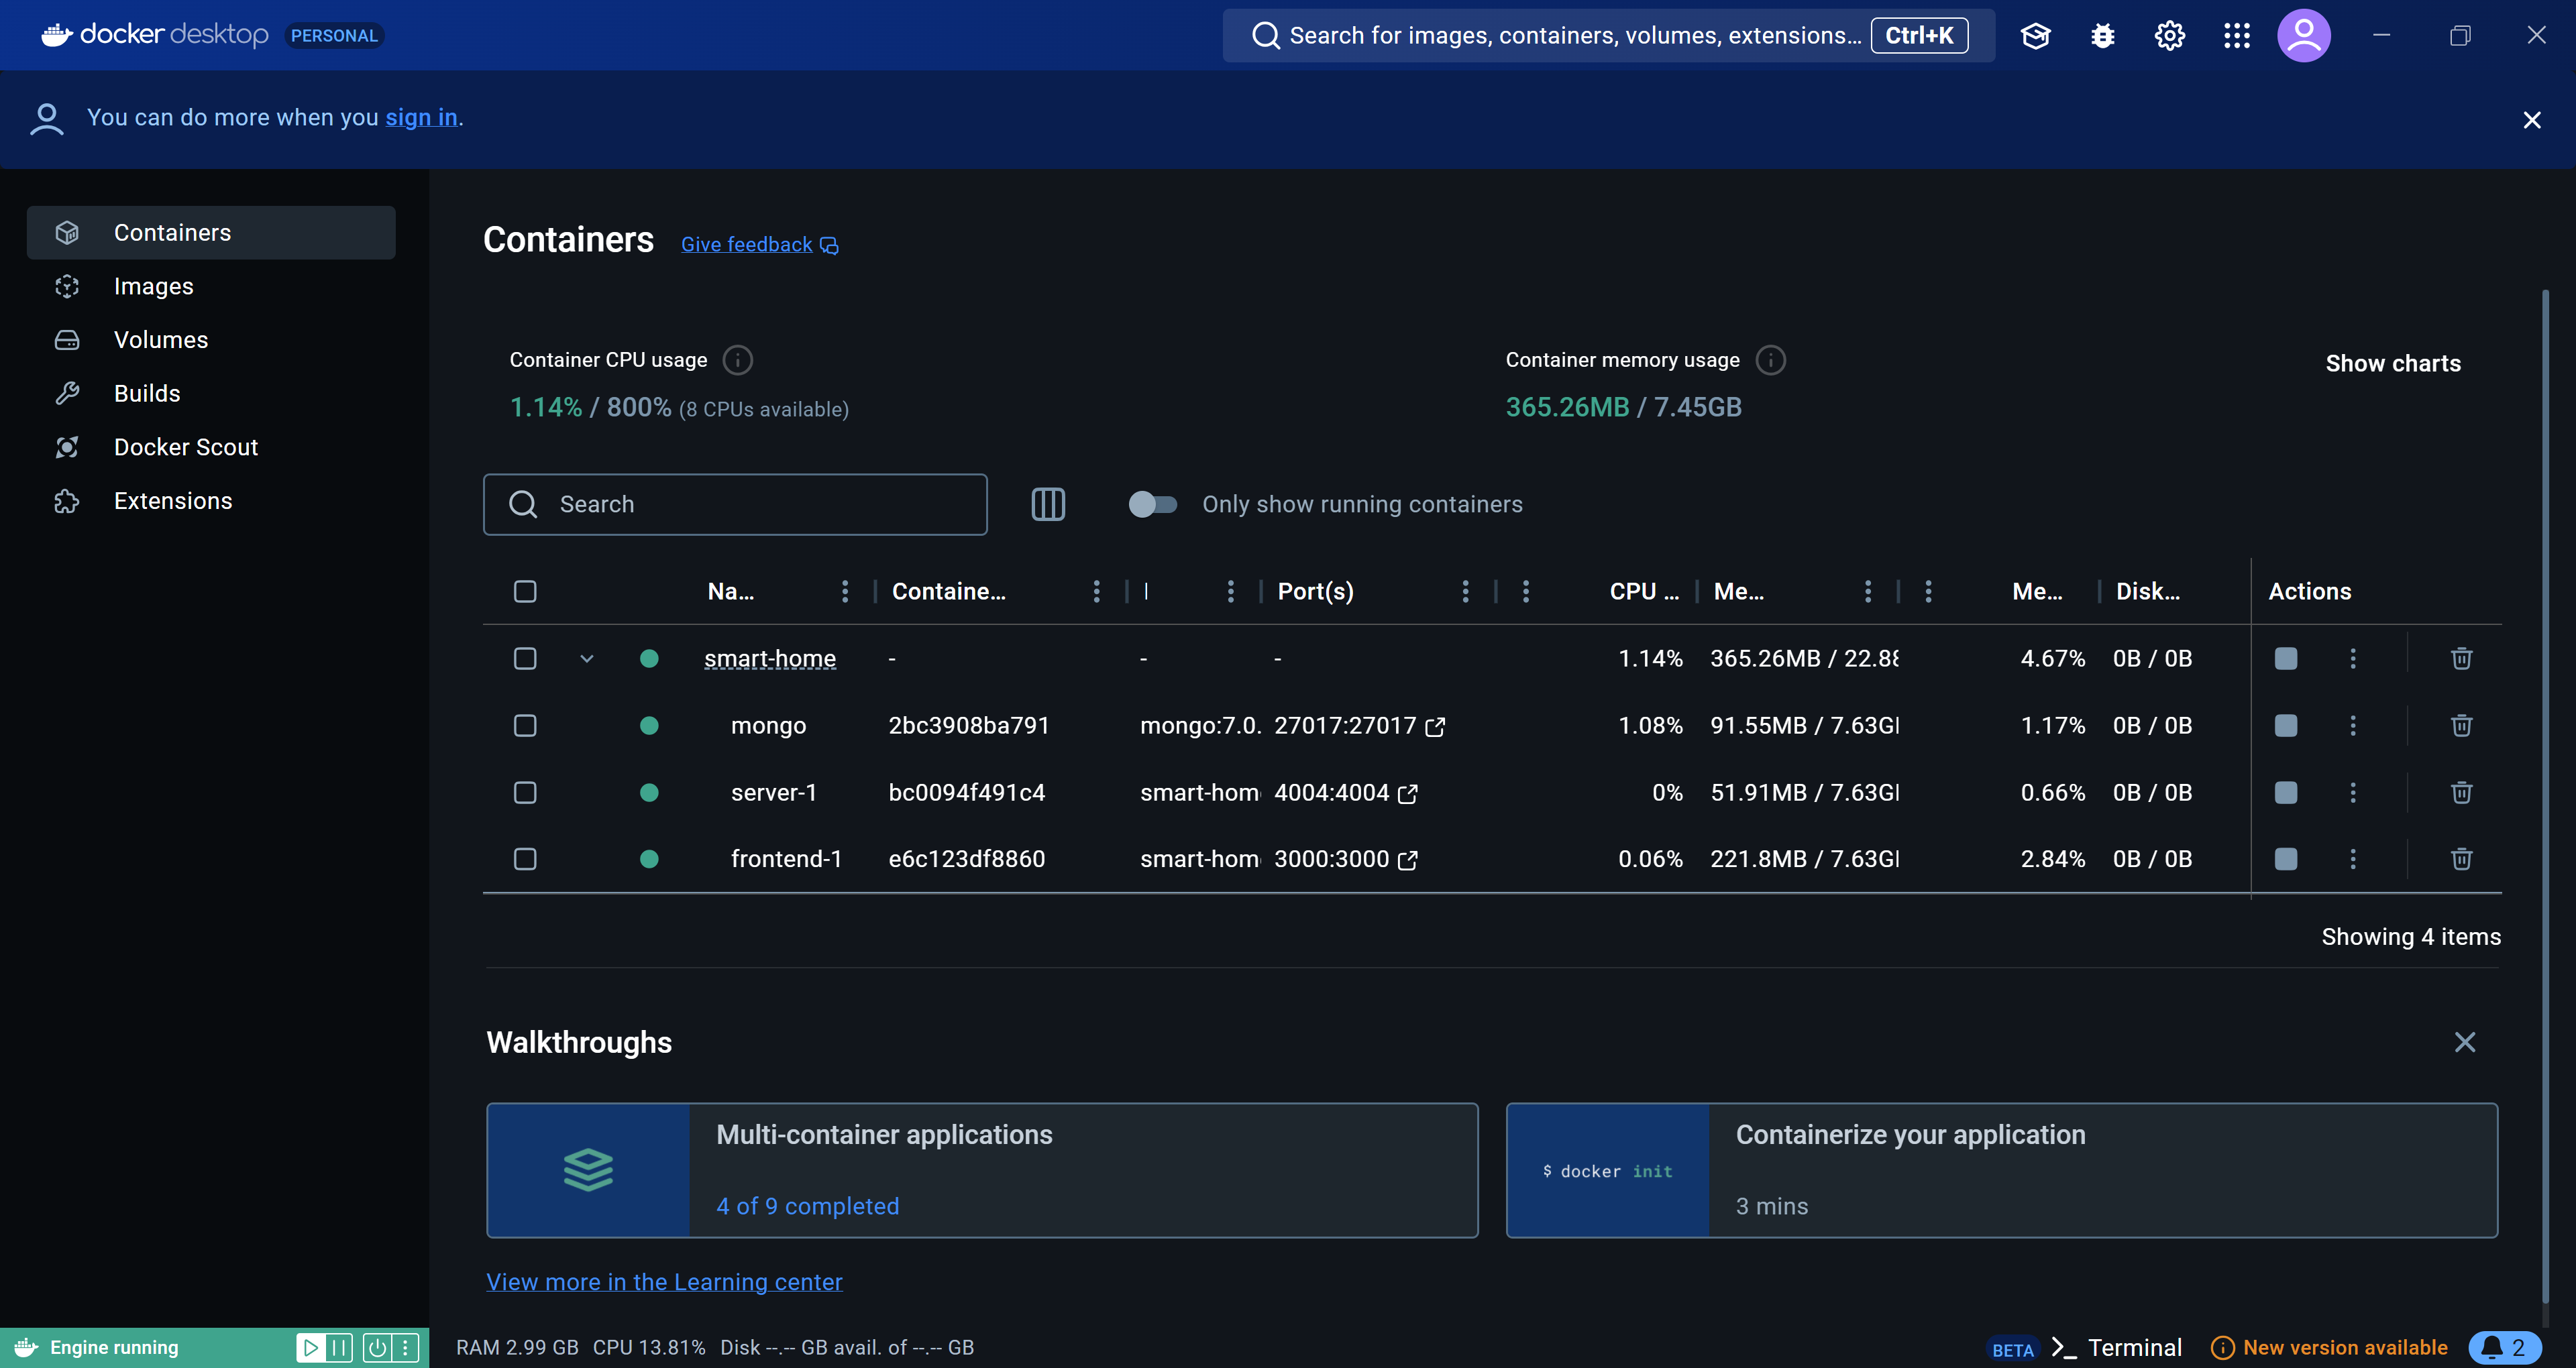 docker desktop PERSONAL
Search for images, containers, volumes, extensions... Ctrl+K
You can do more when you sign in.
Containers
Images
Volumes
Builds
Docker Scout
Extensions
Containers Give feedback
Container CPU usage
1.14% / 800% (8 CPUs available)
Container memory usage
365.26MB / 7.45GB
Show charts
Search
Only show running containers
Na... Containe... I Port(s) CPU ... Me... Me... Disk... Actions
smart-home - - - 1.14% 365.26MB / 22.88 4.67% 0B / 0B
mongo 2bc3908ba791 mongo:7.0. 27017:27017 1.08% 91.55MB / 7.63GI 1.17% 0B / 0B
server-1 bc0094f491c4 smart-hom 4004:4004 0% 51.91MB / 7.63GI 0.66% 0B / 0B
frontend-1 e6c123df8860 smart-hom 3000:3000 0.06% 221.8MB / 7.63GI 2.84% 0B / 0B
Showing 4 items
Walkthroughs
Multi-container applications
4 of 9 completed
$ docker init
Containerize your application
3 mins
View more in the Learning center
Engine running
RAM 2.99 GB CPU 13.81% Disk --.-- GB avail. of --.-- GB
BETA Terminal New version available 2